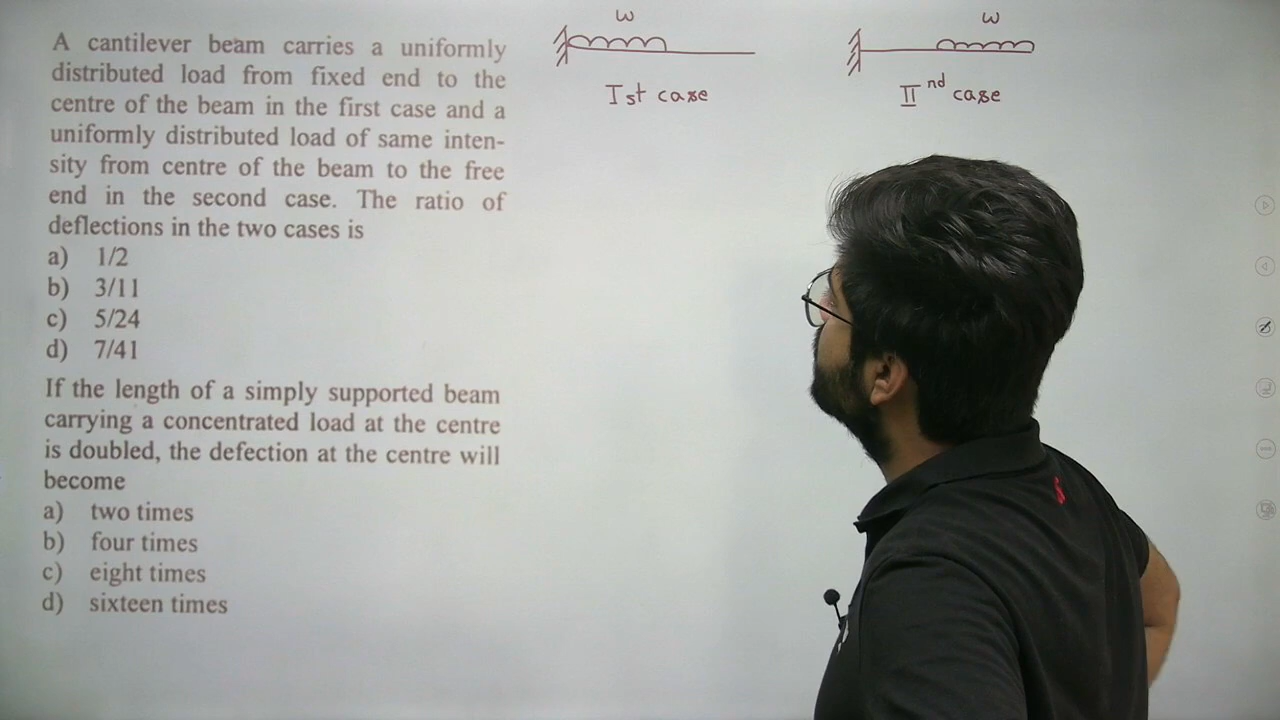 A cantilever beam carries a uniformly
distributed load from fixed end to the
centre of the beam in the first case and a
uniformly distributed load of same inten-
sity from centre of the beam to the free
end in the second case. The ratio of
deflections in the two cases is
a) 1/2
b) 3/11
c) 5/24
d) 7/41
If the length of a simply supported beam
carrying a concentrated load at the centre
is doubled, the defection at the centre will
become
a) two times
b) four times
c) eight times
d) sixteen times
ω
Ist case
ω
IInd case